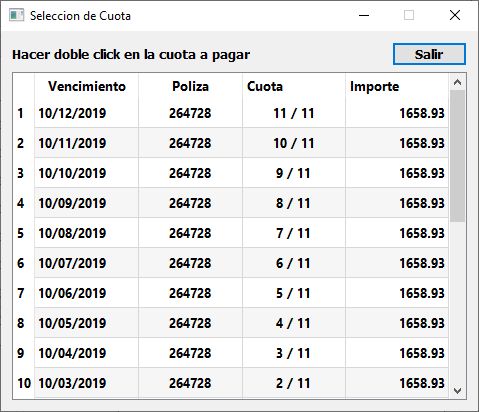 Seleccion de Cuota
Hacer doble click en la cuota a pagar Salir
Vencimiento Poliza Cuota Importe
1 10/12/2019 264728 11 / 11 1658.93
2 10/11/2019 264728 10 / 11 1658.93
3 10/10/2019 264728 9 / 11 1658.93
4 10/09/2019 264728 8 / 11 1658.93
5 10/08/2019 264728 7 / 11 1658.93
6 10/07/2019 264728 6 / 11 1658.93
7 10/06/2019 264728 5 / 11 1658.93
8 10/05/2019 264728 4 / 11 1658.93
9 10/04/2019 264728 3 / 11 1658.93
10 10/03/2019 264728 2 / 11 1658.93